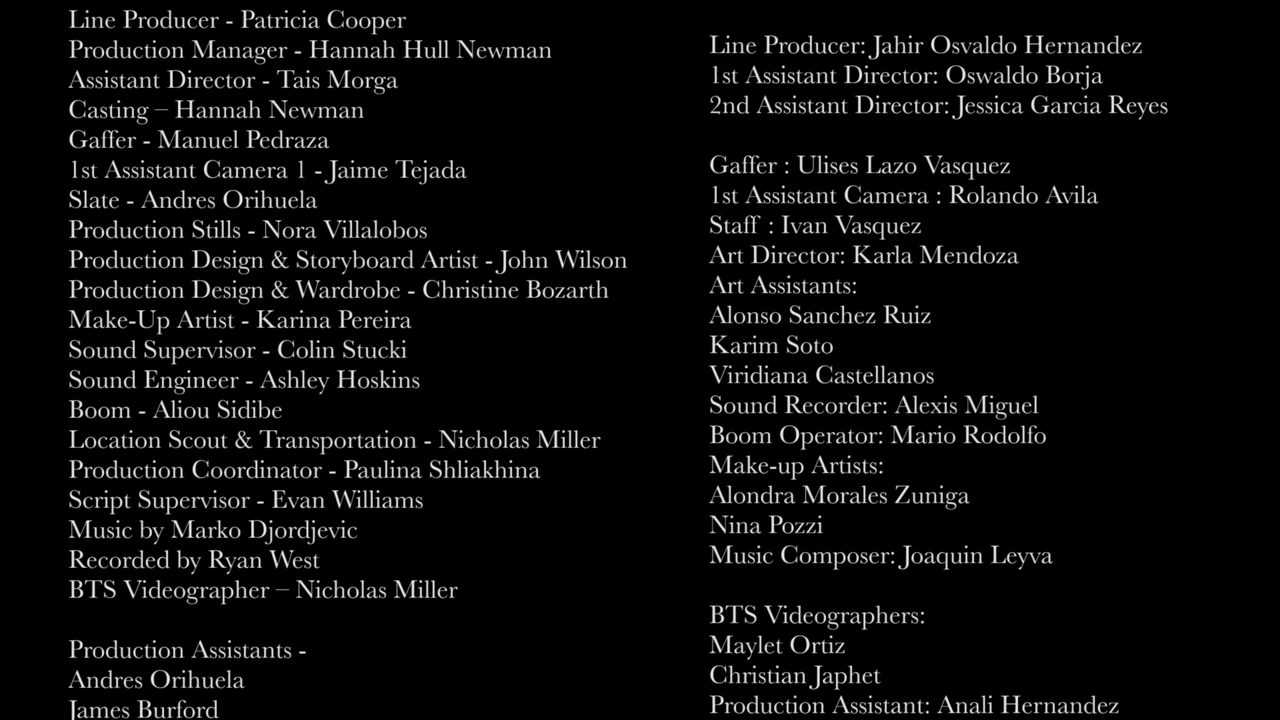 Line Producer - Patricia Cooper
Production Manager - Hannah Hull Newman
Assistant Director - Tais Morga
Casting – Hannah Newman
Gaffer - Manuel Pedraza
1st Assistant Camera 1 - Jaime Tejada
Slate - Andres Orihuela
Production Stills - Nora Villalobos
Production Design & Storyboard Artist - John Wilson
Production Design & Wardrobe - Christine Bozarth
Make-Up Artist - Karina Pereira
Sound Supervisor - Colin Stucki
Sound Engineer - Ashley Hoskins
Boom - Aliou Sidibe
Location Scout & Transportation - Nicholas Miller
Production Coordinator - Paulina Shliakhina
Script Supervisor - Evan Williams
Music by Marko Djordjevic
Recorded by Ryan West
BTS Videographer – Nicholas Miller
Production Assistants -
Andres Orihuela
James Burford
Line Producer: Jahir Osvaldo Hernandez
1st Assistant Director: Oswaldo Borja
2nd Assistant Director: Jessica Garcia Reyes
Gaffer : Ulises Lazo Vasquez
1st Assistant Camera : Rolando Avila
Staff : Ivan Vasquez
Art Director: Karla Mendoza
Art Assistants:
Alonso Sanchez Ruiz
Karim Soto
Viridiana Castellanos
Sound Recorder: Alexis Miguel
Boom Operator: Mario Rodolfo
Make-up Artists:
Alondra Morales Zuniga
Nina Pozzi
Music Composer: Joaquin Leyva
BTS Videographers:
Maylet Ortiz
Christian Japhet
Production Assistant: Anali Hernandez